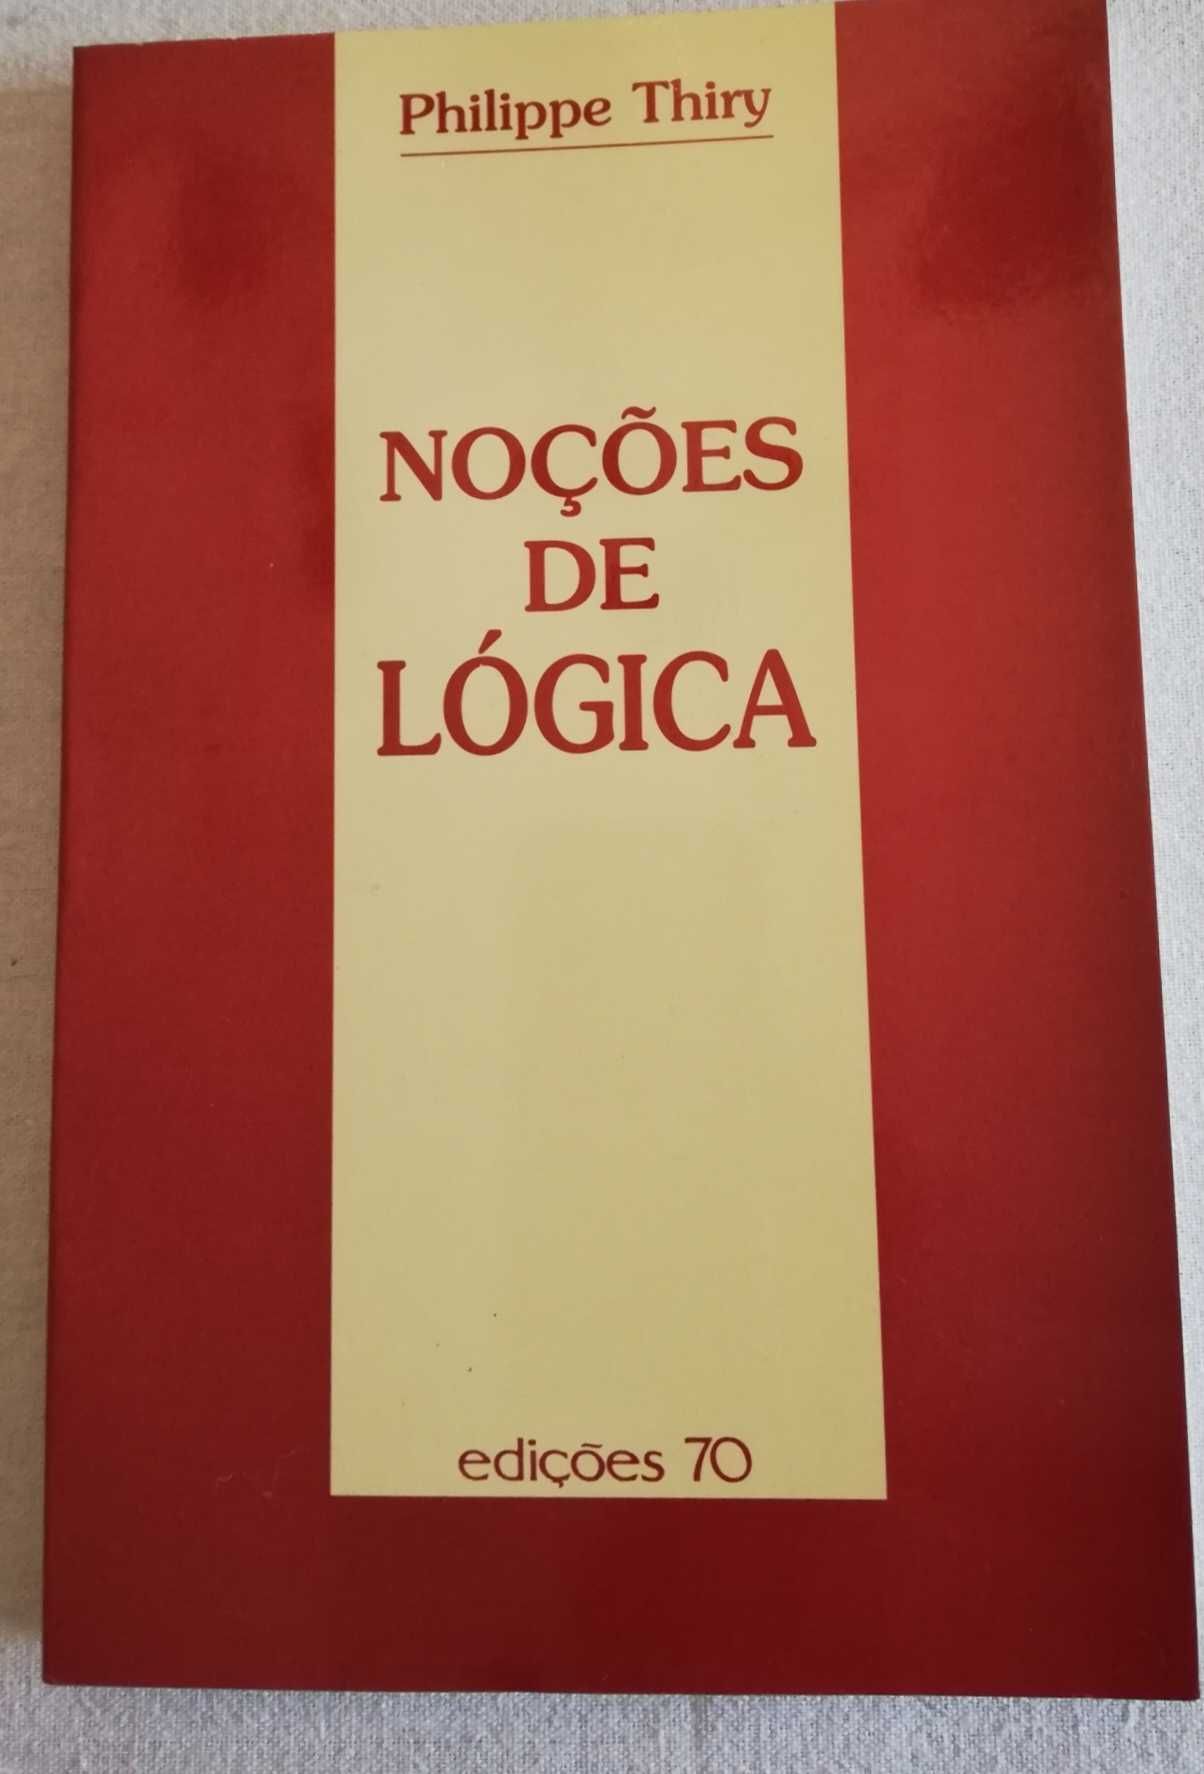 Philippe Thiry
NOÇÕES
DE
LÓGICA
edições 70